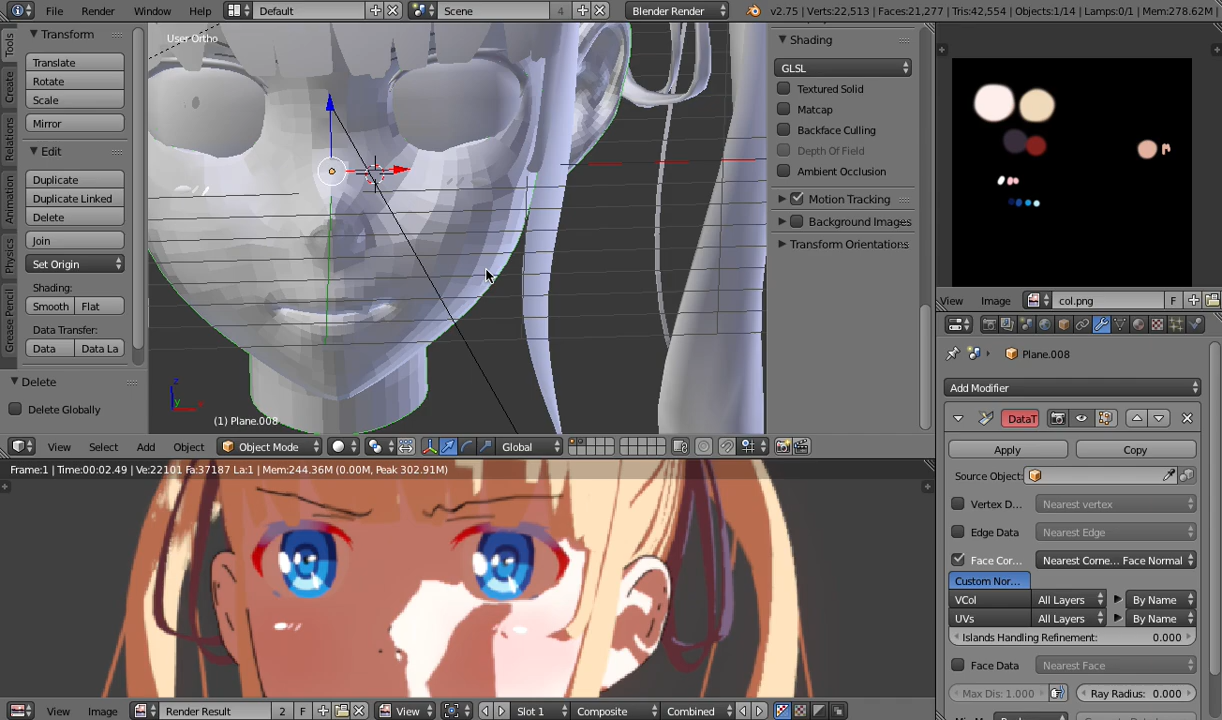 File Render Window Help Default Scene 4 Blender Render v2.75 | Verts:22,513 | Faces:21,277 | Tris:42,554 | Objects:1/14 | Lamps:0/1 | Mem:278.62M |
Tools
Create
Relations
Animation
Physics
Grease Pencil
Transform
Translate
Rotate
Scale
Mirror
Edit
Duplicate
Duplicate Linked
Delete
Join
Set Origin
Shading:
Smooth Flat
Data Transfer:
Data Data La
Delete
Delete Globally
User Ortho
z
y
(1) Plane.008
View Select Add Object Object Mode Global
Shading
GLSL
Textured Solid
Matcap
Backface Culling
Depth Of Field
Ambient Occlusion
Motion Tracking
Background Images
Transform Orientations
View Image col.png F
Plane.008
Add Modifier
DataT
Apply Copy
Source Object:
Vertex D... Nearest vertex
Edge Data Nearest Edge
Face Cor... Nearest Corne... Face Normal
Custom Nor...
VCol All Layers By Name
UVs All Layers By Name
Islands Handling Refinement: 0.000
Face Data Nearest Face
Max Dis: 1.000 Ray Radius: 0.000
Frame:1 | Time:00:02.49 | Ve:22101 Fa:37187 La:1 | Mem:244.36M (0.00M, Peak 302.91M)
View Image Render Result 2 F View Slot 1 Composite Combined